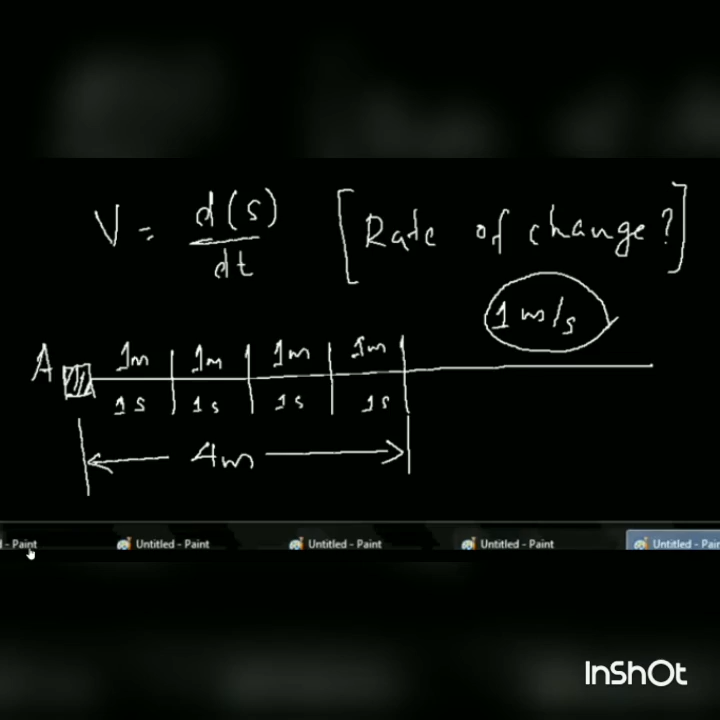 V = d(s)/dt [Rate of change?]
1 m/s
A 1m 1m 1m 1m
1s 1s 1s 1s
4m
- Paint Untitled - Paint Untitled - Paint Untitled - Paint Untitled - Pain
InShOt